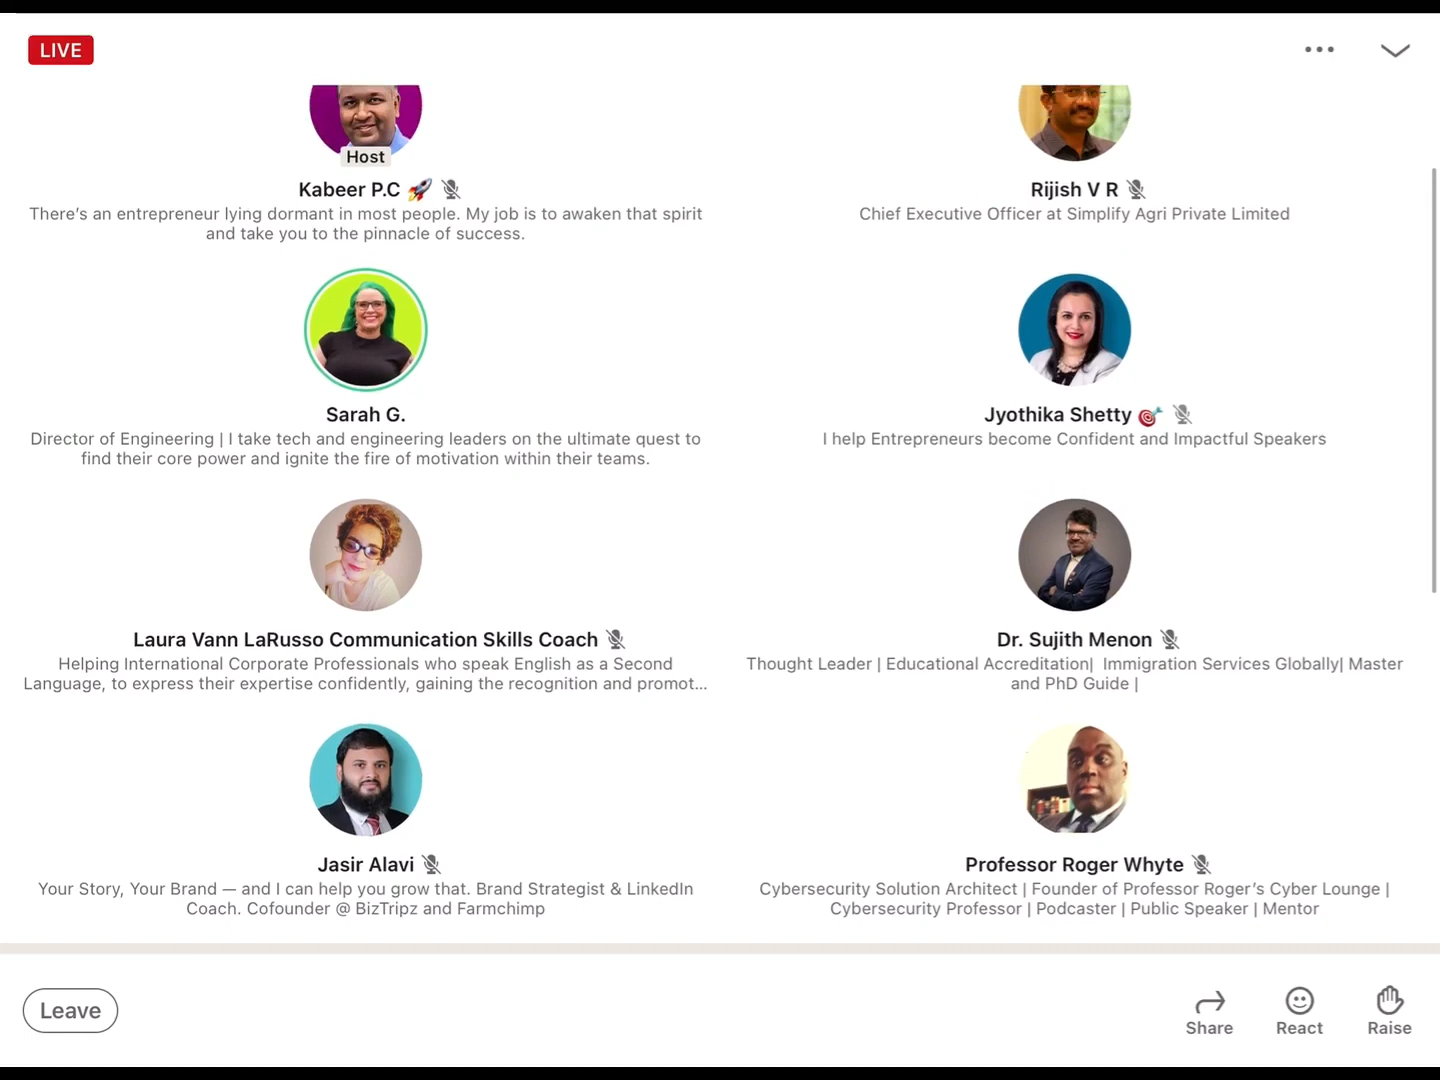 LIVE
Host
Kabeer P.C 🚀
There's an entrepreneur lying dormant in most people. My job is to awaken that spirit
and take you to the pinnacle of success.
Rijish V R
Chief Executive Officer at Simplify Agri Private Limited
Sarah G.
Director of Engineering | I take tech and engineering leaders on the ultimate quest to
find their core power and ignite the fire of motivation within their teams.
Jyothika Shetty 🎯
I help Entrepreneurs become Confident and Impactful Speakers
Laura Vann LaRusso Communication Skills Coach
Helping International Corporate Professionals who speak English as a Second
Language, to express their expertise confidently, gaining the recognition and promot...
Dr. Sujith Menon
Thought Leader | Educational Accreditation|  Immigration Services Globally| Master
and PhD Guide |
Jasir Alavi
Your Story, Your Brand — and I can help you grow that. Brand Strategist & LinkedIn
Coach. Cofounder @ BizTripz and Farmchimp
Professor Roger Whyte
Cybersecurity Solution Architect | Founder of Professor Roger's Cyber Lounge |
Cybersecurity Professor | Podcaster | Public Speaker | Mentor
Leave
Share
React
Raise